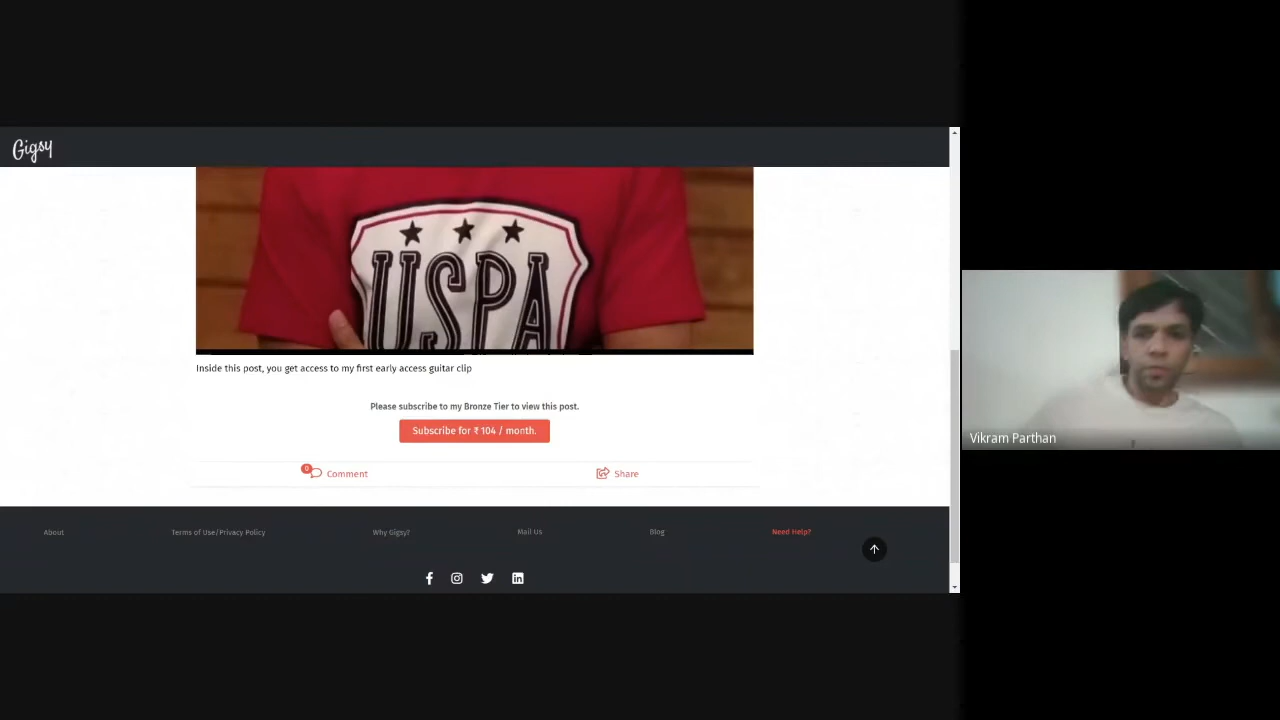 Gigsy
USPA
Inside this post, you get access to my first early access guitar clip
Please subscribe to my Bronze Tier to view this post.
Subscribe for ₹ 104 / month.
0 Comment
Share
About
Terms of Use/Privacy Policy
Why Gigsy?
Mail Us
Blog
Need Help?
Vikram Parthan